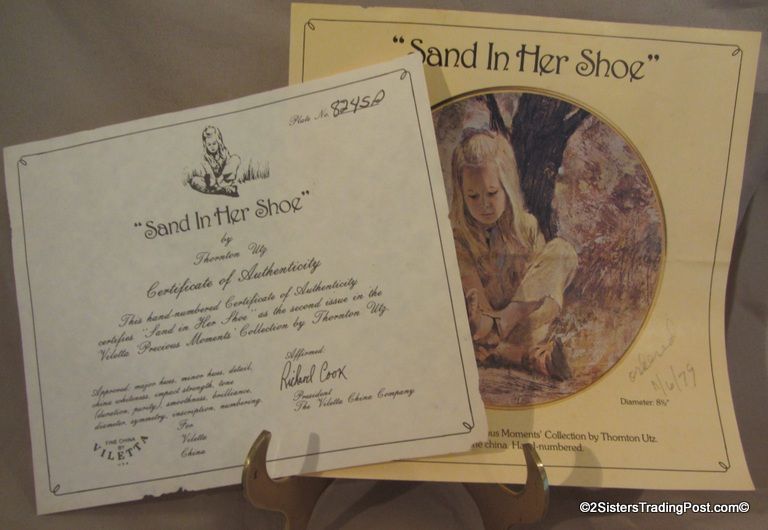 Plate No. 8245A
"Sand In Her Shoe"
by
Thornton Utz
Certificate of Authenticity
This hand-numbered Certificate of Authenticity
certifies "Sand in Her Shoe" as the second issue in the
Viletta 'Precious Moments' Collection by Thornton Utz.
Approved: major hues, minor hues, detail,
china whiteness, impact strength, tone
(duration, purity), smoothness, brilliance,
diameter, symmetry, inscription, numbering.
For
Viletta
China
FINE CHINA
BY
VILETTA
U.S.A.
Affirmed:
Richard Cook
President
The Viletta China Company
"Sand In Her Shoe"
ordered
11/6/79
Diameter: 8½"
Moments' Collection by Thornton Utz.
china. Hand-numbered.
©2SistersTradingPost.com©